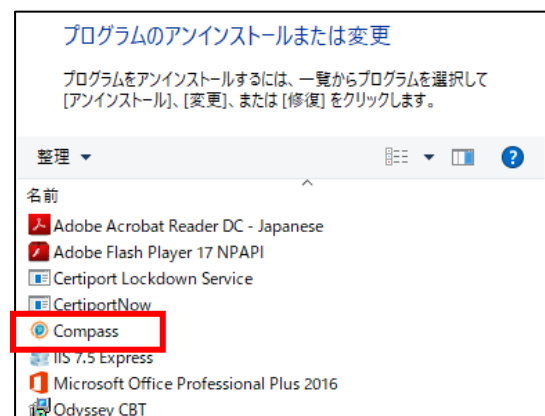 プログラムのアンインストールまたは変更
プログラムをアンインストールするには、一覧からプログラムを選択して
[アンインストール]、[変更]、または [修復] をクリックします。
整理
名前
Adobe Acrobat Reader DC - Japanese
Adobe Flash Player 17 NPAPI
Certiport Lockdown Service
CertiportNow
Compass
IIS 7.5 Express
Microsoft Office Professional Plus 2016
Odyssey CBT